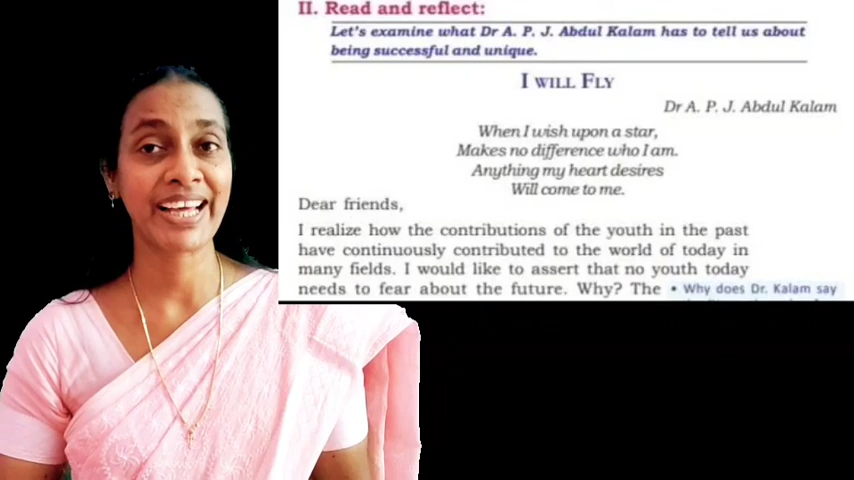 II. Read and reflect:
Let's examine what Dr A. P. J. Abdul Kalam has to tell us about
being successful and unique.
I WILL FLY
Dr A. P. J. Abdul Kalam
When I wish upon a star,
Makes no difference who I am.
Anything my heart desires
Will come to me.
Dear friends,
I realize how the contributions of the youth in the past
have continuously contributed to the world of today in
many fields. I would like to assert that no youth today
needs to fear about the future. Why? The
• Why does Dr. Kalam say